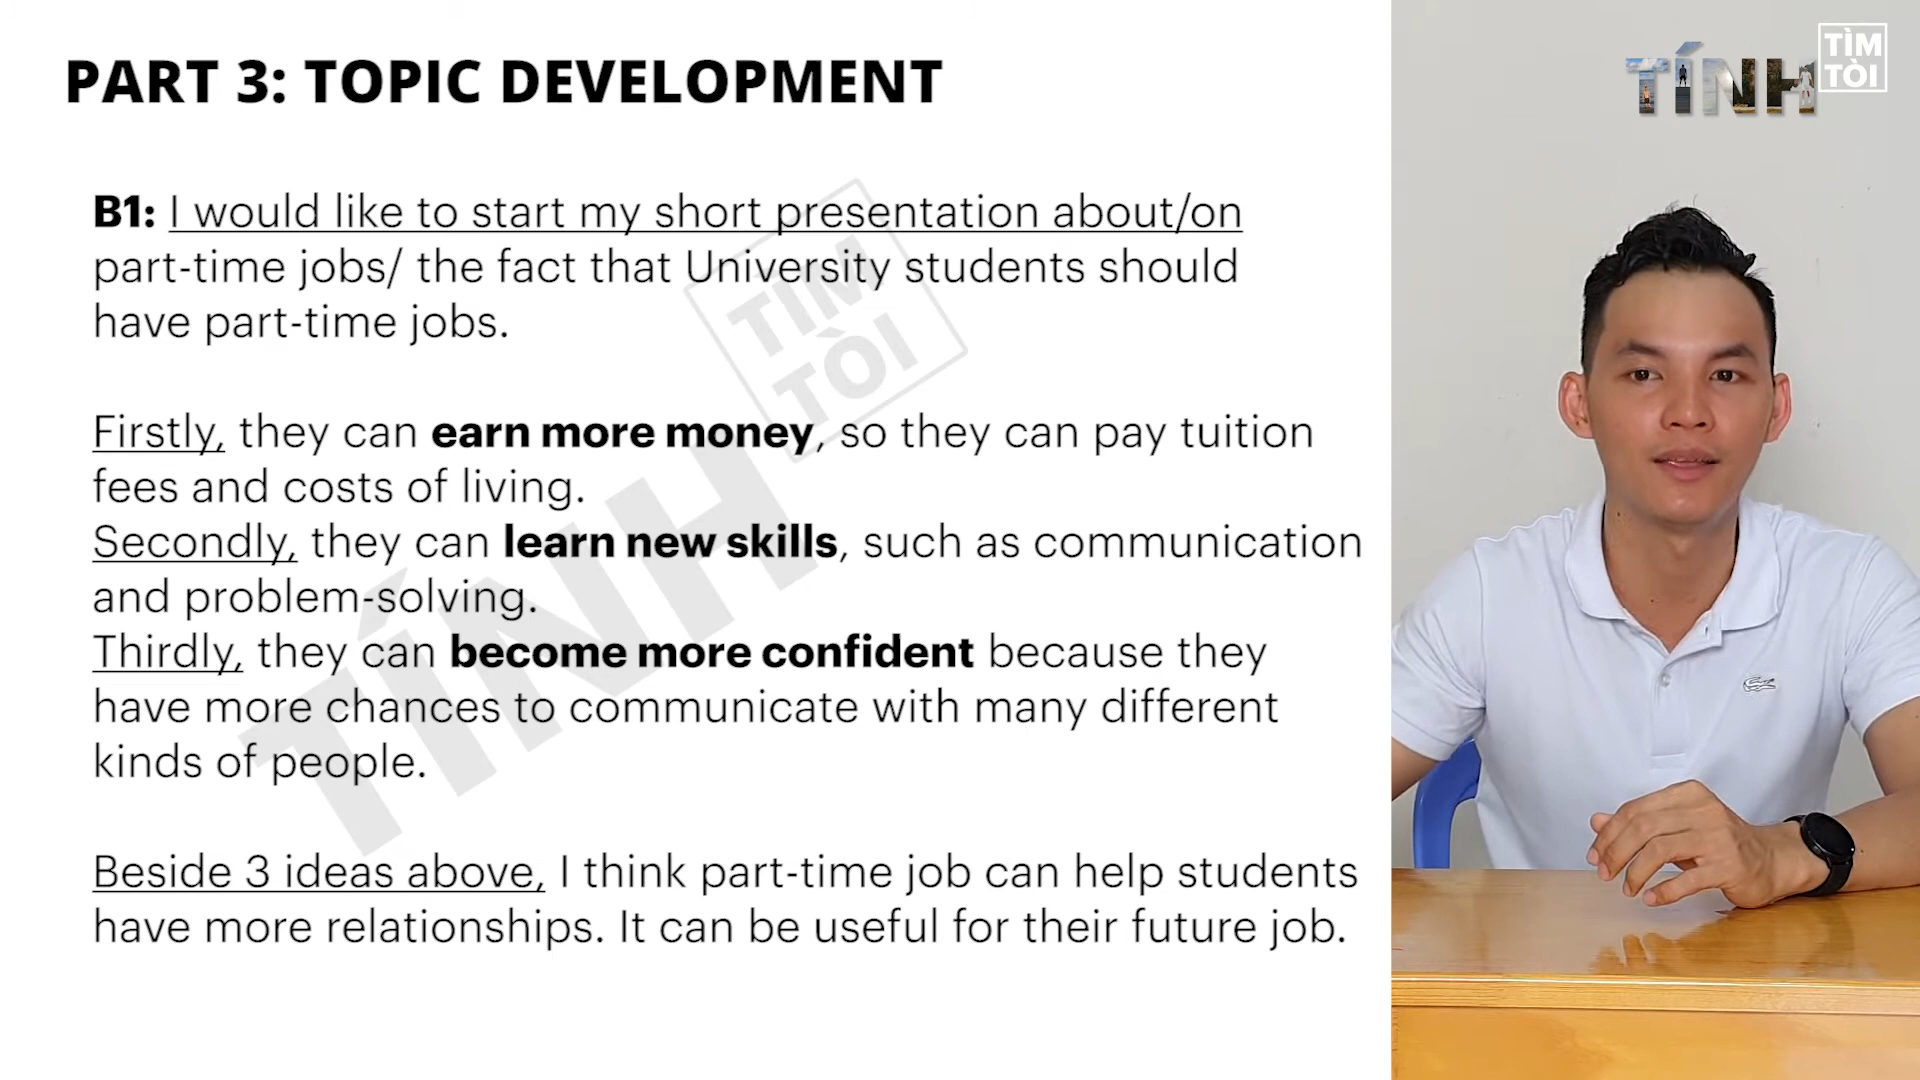 PART 3: TOPIC DEVELOPMENT
TÍNH
TÌM
TÒI
B1: I would like to start my short presentation about/on
part-time jobs/ the fact that University students should
have part-time jobs.
TÌM
TÒI
TÍNH
Firstly, they can earn more money, so they can pay tuition
fees and costs of living.
Secondly, they can learn new skills, such as communication
and problem-solving.
Thirdly, they can become more confident because they
have more chances to communicate with many different
kinds of people.
Beside 3 ideas above, I think part-time job can help students
have more relationships. It can be useful for their future job.